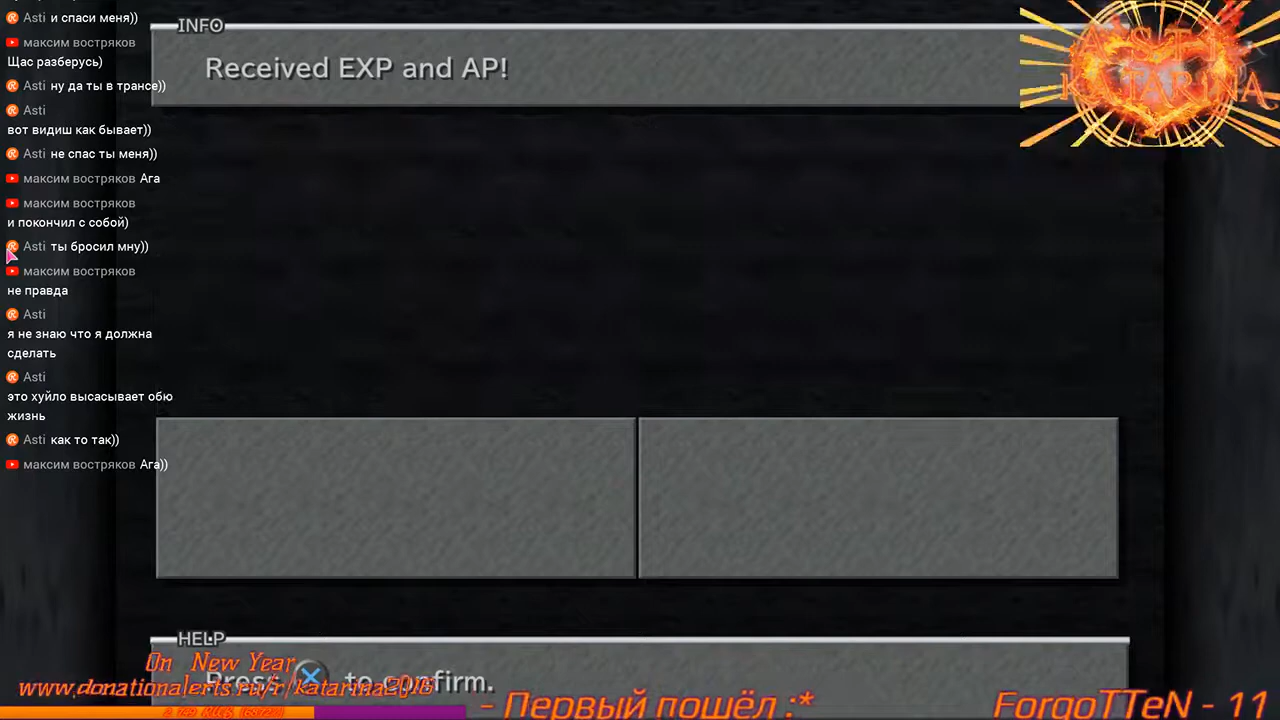 Asti и спаси меня))
максим востряков
Щас разберусь)
Asti ну да ты в трансе))
Asti
вот видиш как бывает))
Asti не спас ты меня))
максим востряков Ага
максим востряков
и покончил с собой)
Asti ты бросил мну))
максим востряков
не правда
Asti
я не знаю что я должна
сделать
Asti
это хуйло высасывает обю
жизнь
Asti как то так))
максим востряков Ага))
INFO
Received EXP and AP!
KATARINA
HELP
Press to confirm.
On New Year
www.donationalerts.ru/r/katarina2016
- Первый пошёл :*
ForgoTTeN - 11